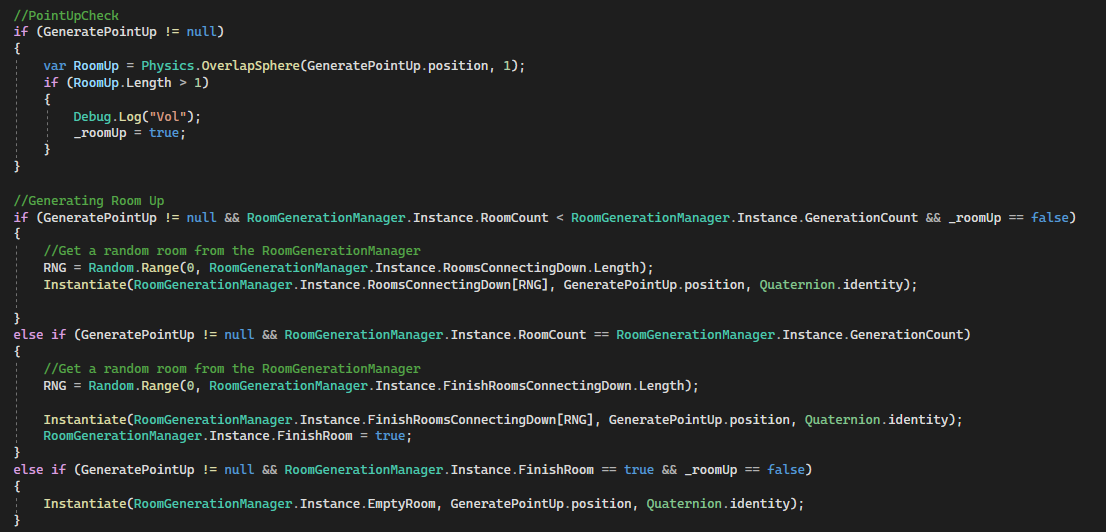 //PointUpCheck
if (GeneratePointUp != null)
{
var RoomUp = Physics.OverlapSphere(GeneratePointUp.position, 1);
if (RoomUp.Length > 1)
{
Debug.Log("Vol");
_roomUp = true;
}
}
//Generating Room Up
if (GeneratePointUp != null && RoomGenerationManager.Instance.RoomCount < RoomGenerationManager.Instance.GenerationCount && _roomUp == false)
{
//Get a random room from the RoomGenerationManager
RNG = Random.Range(0, RoomGenerationManager.Instance.RoomsConnectingDown.Length);
Instantiate(RoomGenerationManager.Instance.RoomsConnectingDown[RNG], GeneratePointUp.position, Quaternion.identity);
}
else if (GeneratePointUp != null && RoomGenerationManager.Instance.RoomCount == RoomGenerationManager.Instance.GenerationCount)
{
//Get a random room from the RoomGenerationManager
RNG = Random.Range(0, RoomGenerationManager.Instance.FinishRoomsConnectingDown.Length);
Instantiate(RoomGenerationManager.Instance.FinishRoomsConnectingDown[RNG], GeneratePointUp.position, Quaternion.identity);
RoomGenerationManager.Instance.FinishRoom = true;
}
else if (GeneratePointUp != null && RoomGenerationManager.Instance.FinishRoom == true && _roomUp == false)
{
Instantiate(RoomGenerationManager.Instance.EmptyRoom, GeneratePointUp.position, Quaternion.identity);
}